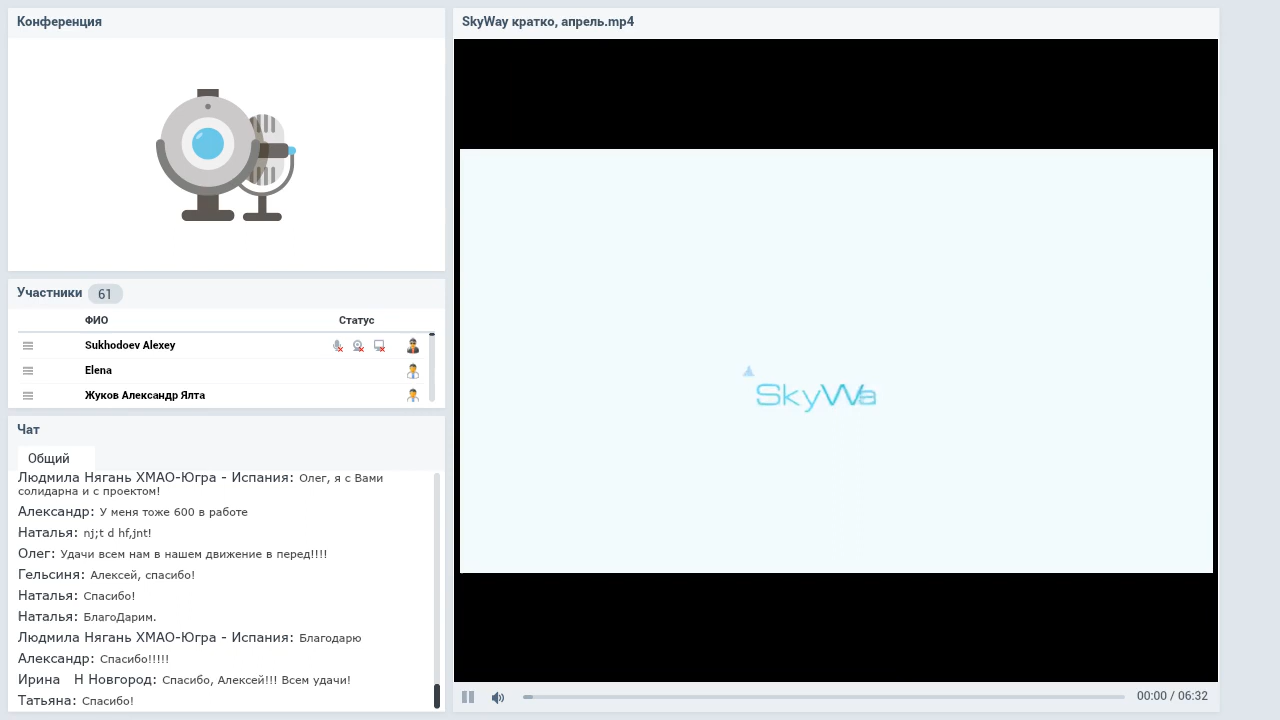 Конференция
Участники 61
ФИО Статус
Sukhodoev Alexey
Elena
Жуков Александр Ялта
Чат
Общий
Людмила Нягань ХМАО-Югра - Испания: Олег, я с Вами
солидарна и с проектом!
Александр: У меня тоже 600 в работе
Наталья: nj;t d hf,jnt!
Олег: Удачи всем нам в нашем движение в перед!!!!
Гельсиня: Алексей, спасибо!
Наталья: Спасибо!
Наталья: БлагоДарим.
Людмила Нягань ХМАО-Югра - Испания: Благодарю
Александр: Спасибо!!!!!
Ирина Н Новгород: Спасибо, Алексей!!! Всем удачи!
Татьяна: Спасибо!
SkyWay кратко, апрель.mp4
SkyWa
00:00 / 06:32